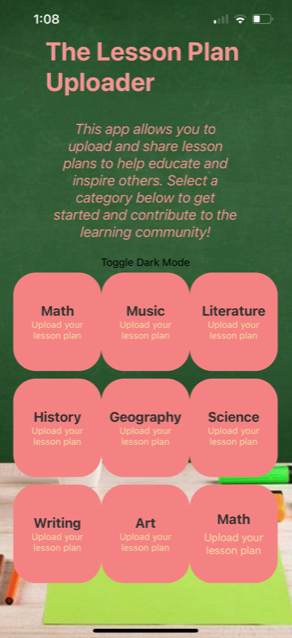 1:08
The Lesson Plan
Uploader
This app allows you to
upload and share lesson
plans to help educate and
inspire others. Select a
category below to get
started and contribute to the
learning community!
Toggle Dark Mode
Math
Upload your
lesson plan
Music
Upload your
lesson plan
Literature
Upload your
lesson plan
History
Upload your
lesson plan
Geography
Upload your
lesson plan
Science
Upload your
lesson plan
Writing
Upload your
lesson plan
Art
Upload your
lesson plan
Math
Upload your
lesson plan